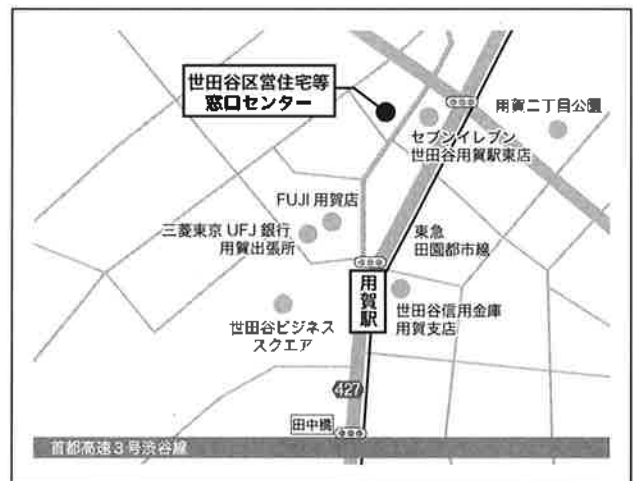 世田谷区営住宅等
窓口センター
用賀二丁目公園
セブンイレブン
世田谷用賀駅東店
FUJI 用賀店
三菱東京 UFJ 銀行
用賀出張所
東急
田園都市線
用賀駅
世田谷信用金庫
用賀支店
世田谷ビジネス
スクエア
427
田中橋
首都高速3号渋谷線